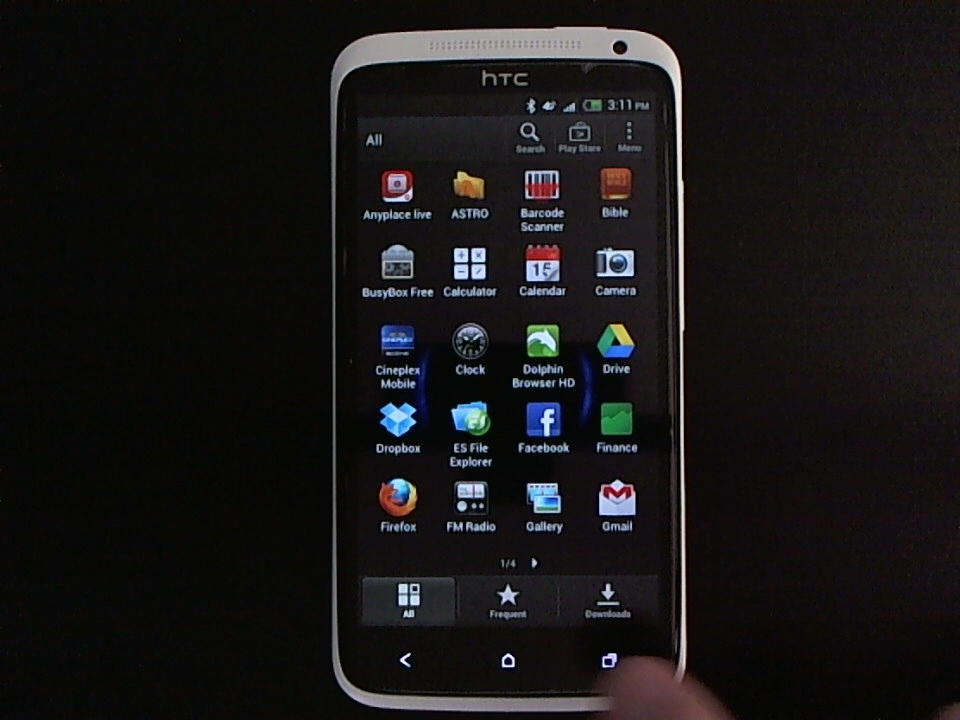 hTC
3:11 PM
All
Search Play Store Menu
Anyplace live ASTRO Barcode Scanner Bible
BusyBox Free Calculator 15 Calendar Camera
Cineplex Mobile Clock Dolphin Browser HD Drive
Dropbox ES File Explorer Facebook Finance
Firefox FM Radio Gallery Gmail
1/4
All Frequent Downloads